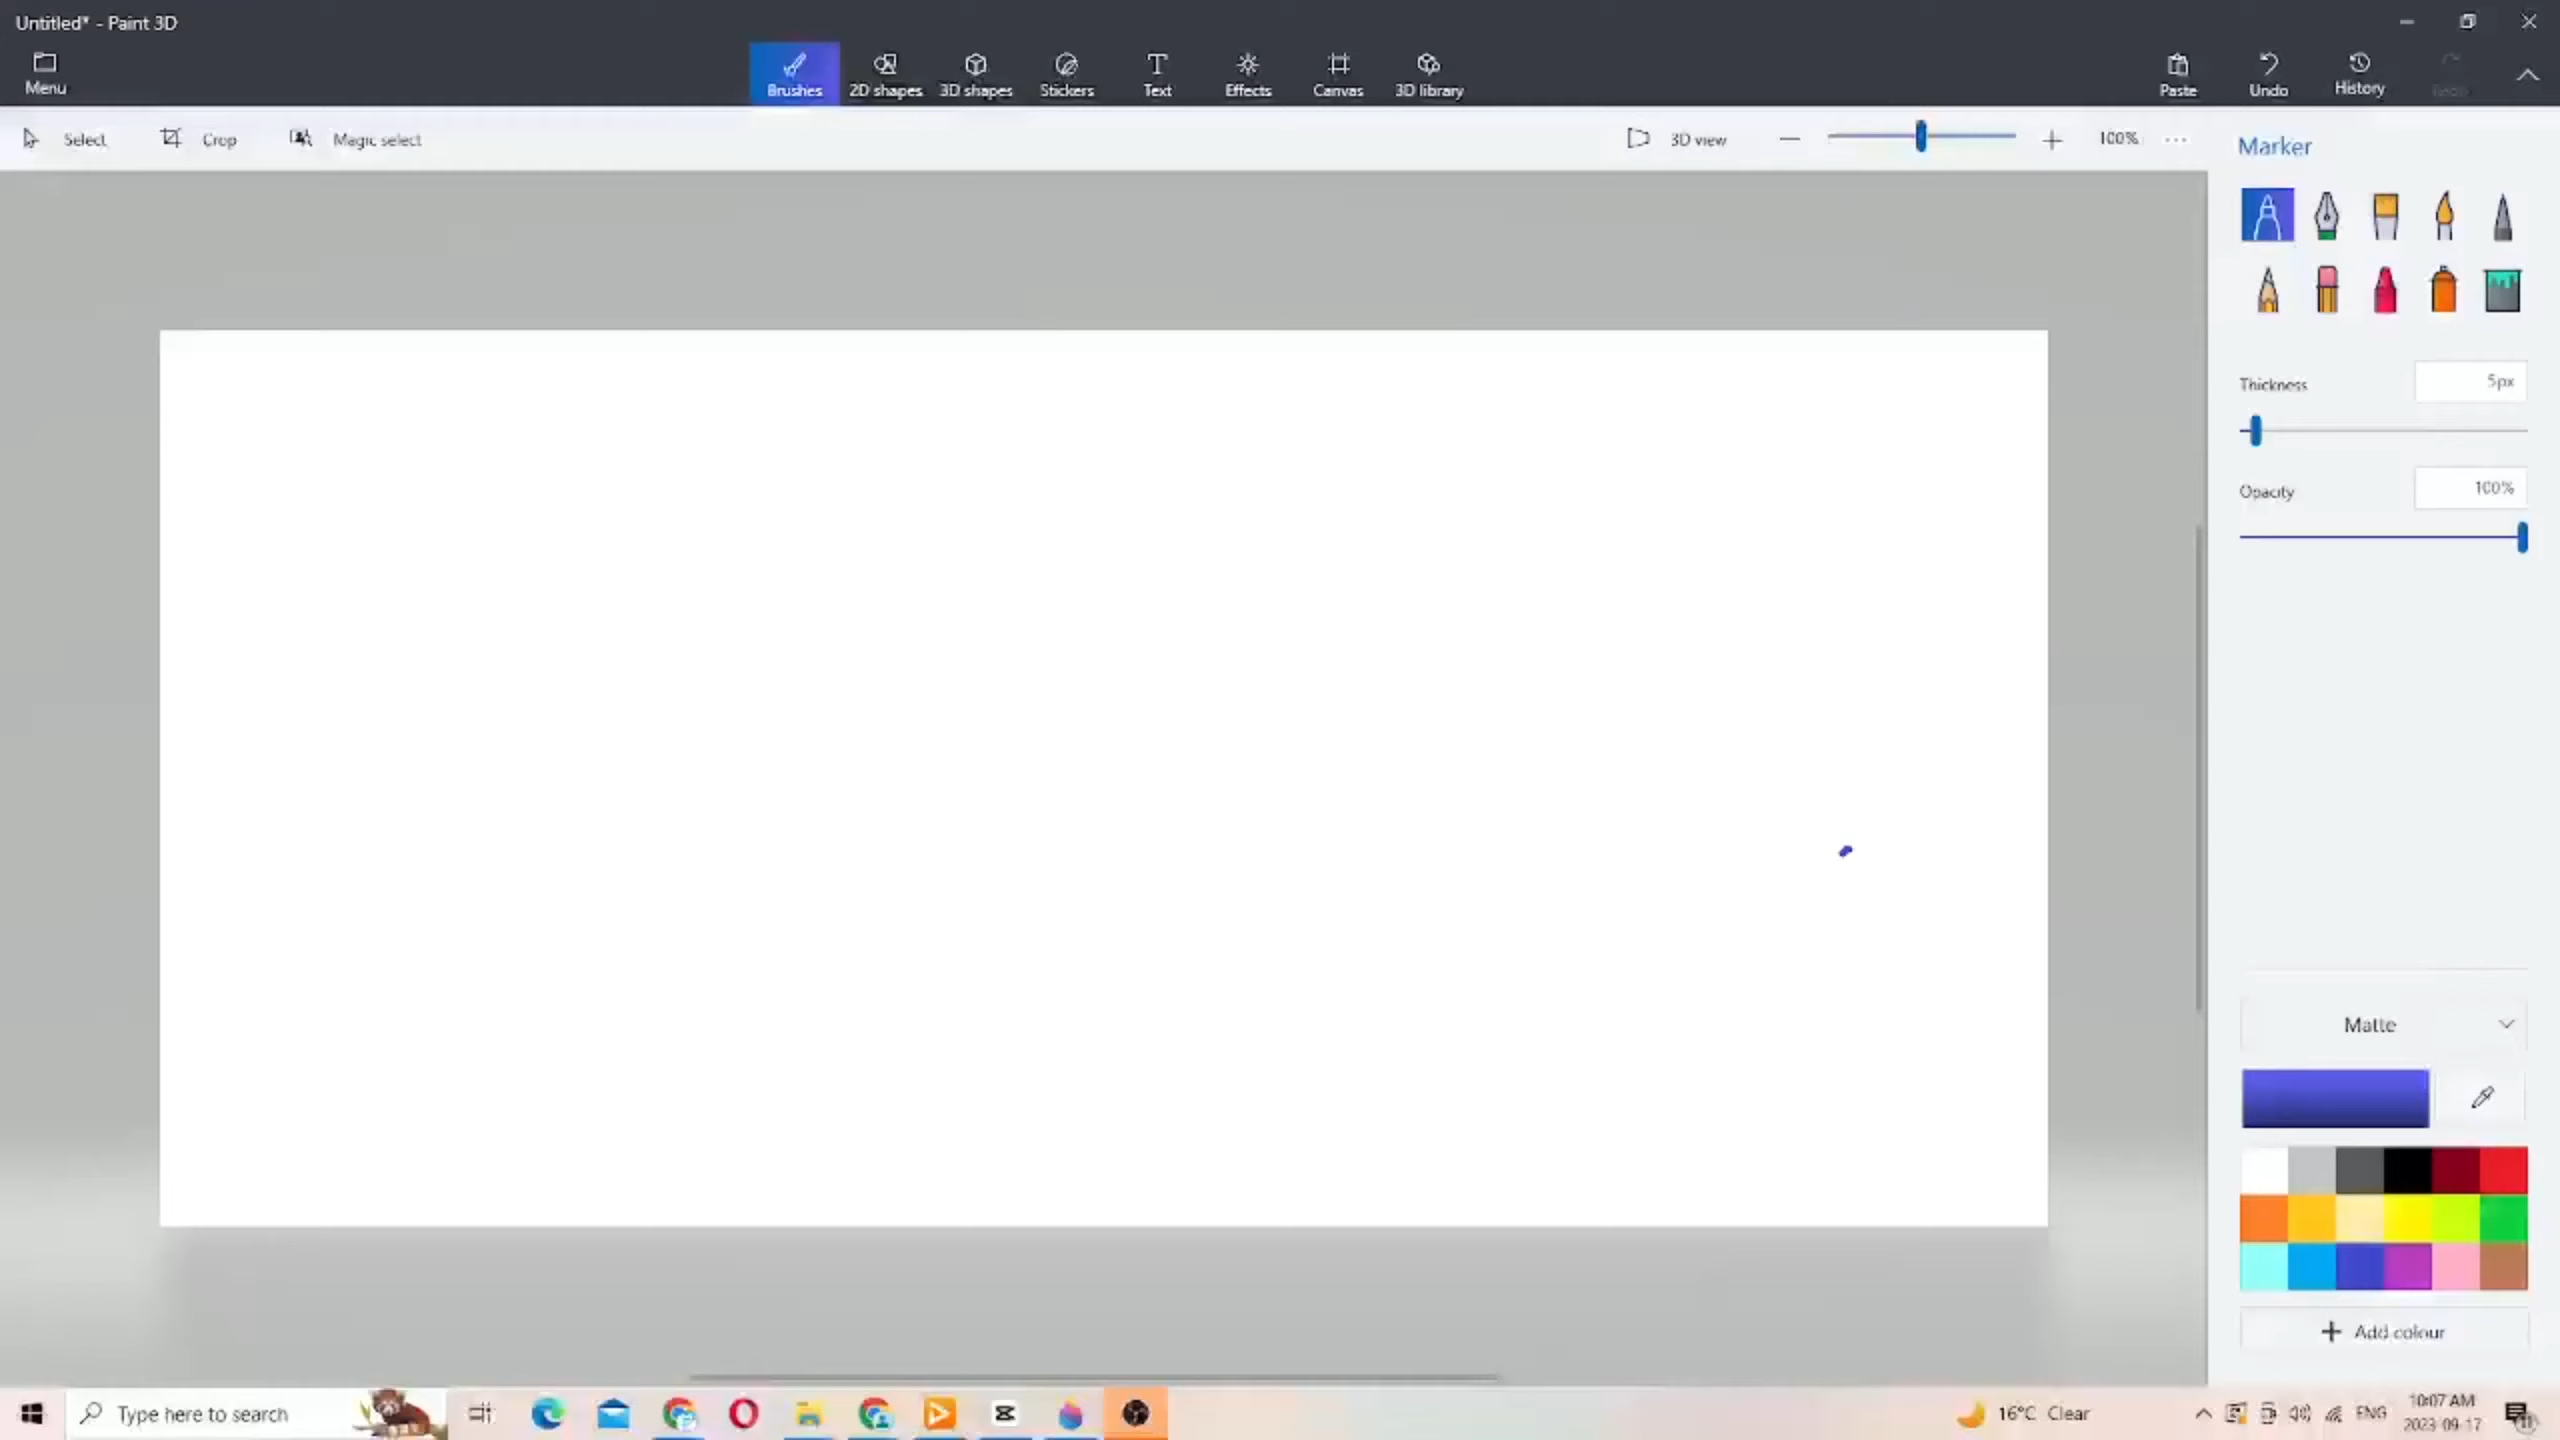 Untitled* - Paint 3D
Menu
Brushes
2D shapes
3D shapes
Stickers
Text
Effects
Canvas
3D library
Paste
Undo
History
Select
Crop
Magic select
3D view
100%
Marker
Thickness
5px
Opacity
100%
Matte
Add colour
Type here to search
16°C Clear
ENG
10:07 AM
2023-09-17